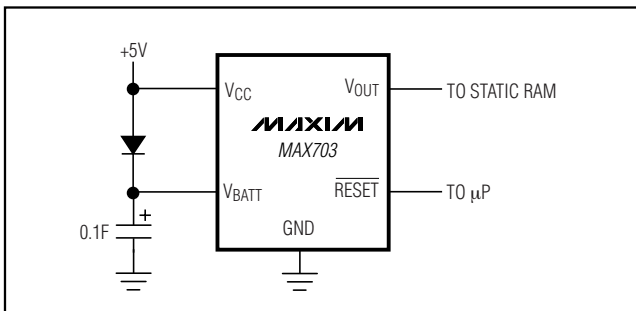 +5V
VCC
VOUT
TO STATIC RAM
MAXIM
MAX703
VBATT
RESET
TO μP
0.1F
+
GND